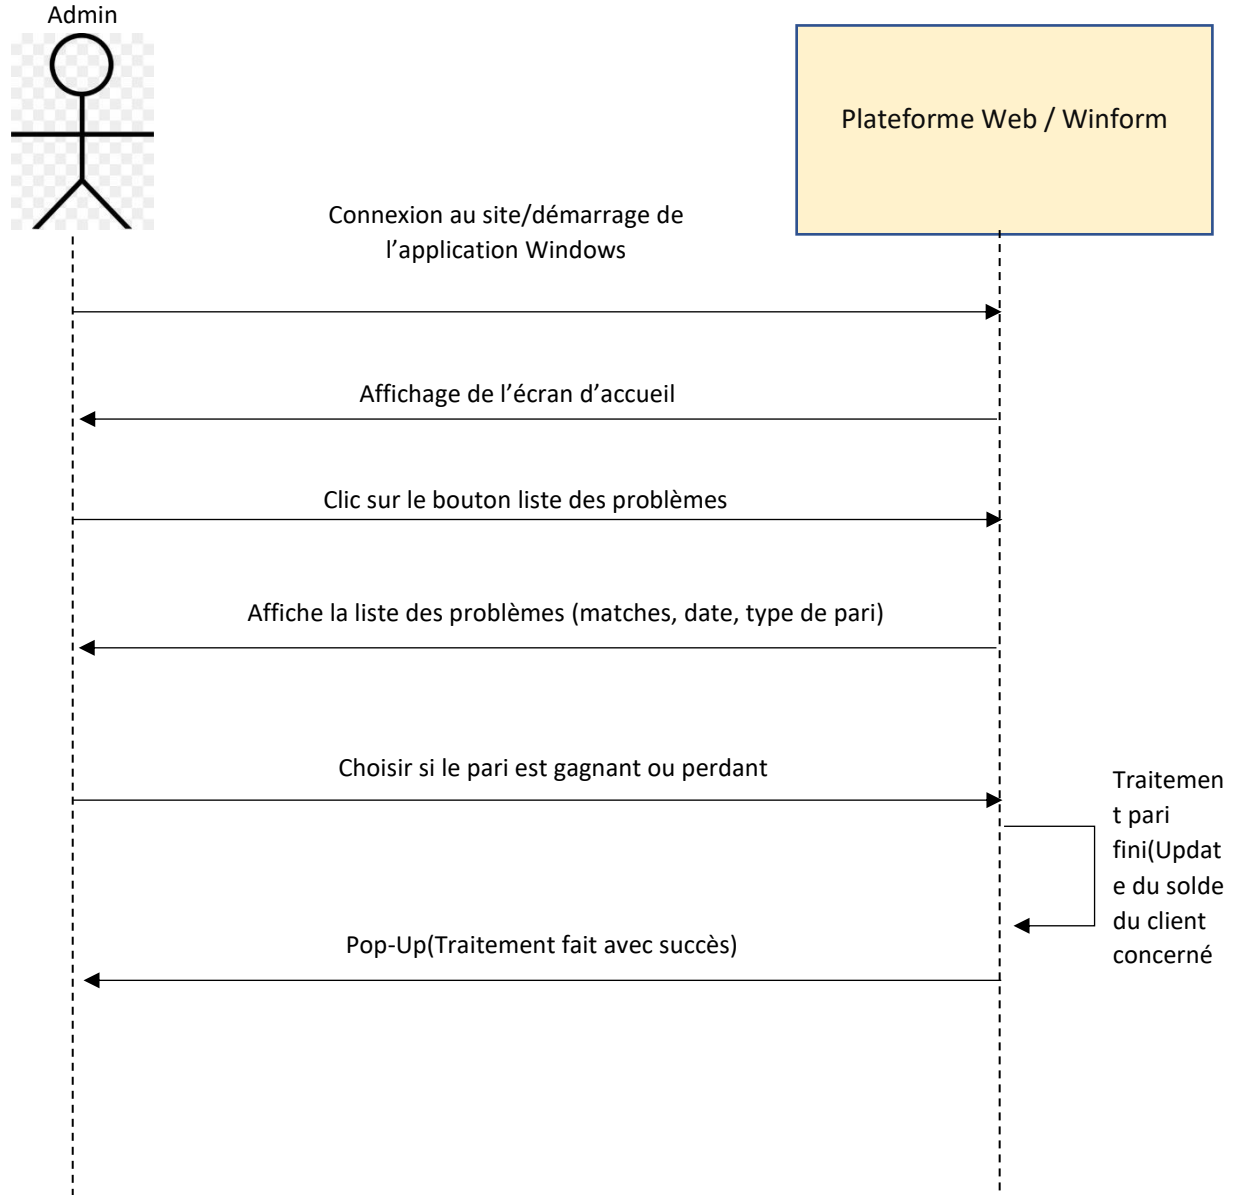 Admin
Plateforme Web / Winform
Connexion au site/démarrage de
l’application Windows
Affichage de l’écran d’accueil
Clic sur le bouton liste des problèmes
Affiche la liste des problèmes (matches, date, type de pari)
Choisir si le pari est gagnant ou perdant
Traitemen
t pari
fini(Updat
e du solde
du client
concerné
Pop-Up(Traitement fait avec succès)